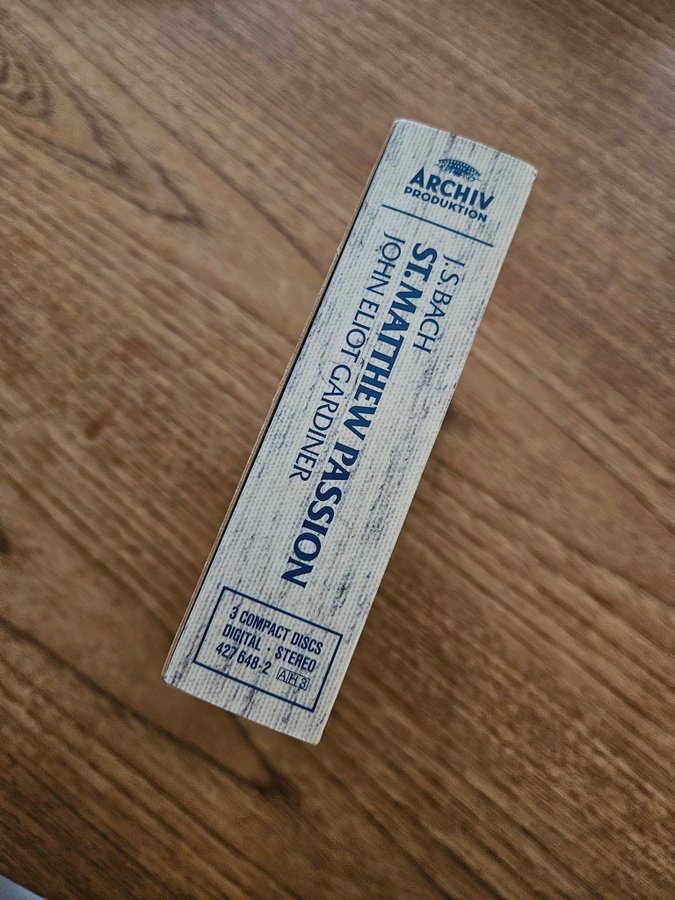 ARCHIV
PRODUKTION
J.S. BACH
ST. MATTHEW PASSION
JOHN ELIOT GARDINER
3 COMPACT DISCS
DIGITAL · STEREO
427 648-2 AH 3